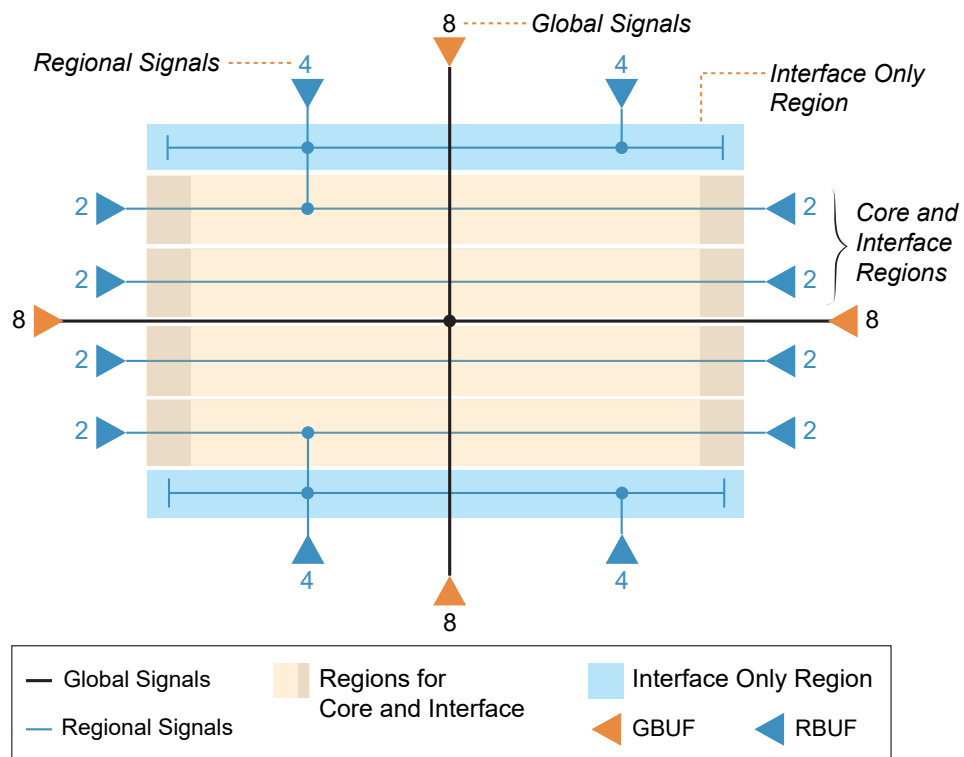 8 Global Signals
Regional Signals 4 4
Interface Only
Region
2 2
Core and
Interface
Regions
2 2
8 8
2 2
2 2
4 4
8
Global Signals
Regional Signals
Regions for
Core and Interface
Interface Only Region
GBUF RBUF